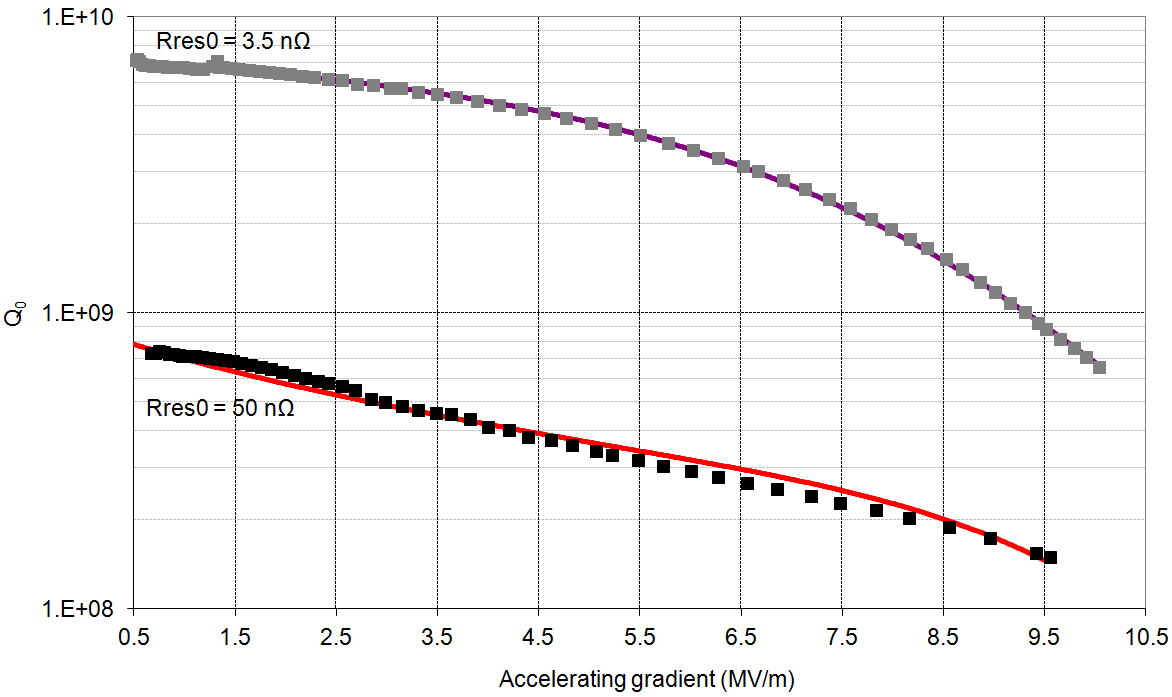 1.E+10
Rres0 = 3.5 nΩ
Q0
1.E+09
Rres0 = 50 nΩ
1.E+08
0.5 1.5 2.5 3.5 4.5 5.5 6.5 7.5 8.5 9.5 10.5
Accelerating gradient (MV/m)